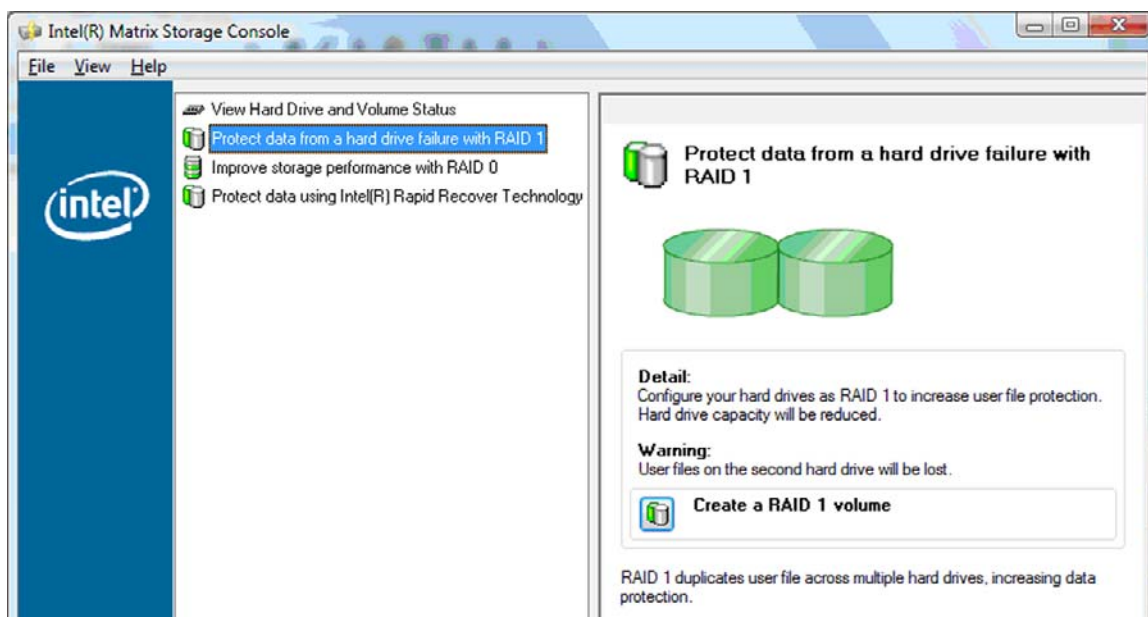 Intel(R) Matrix Storage Console
File View Help
intel
View Hard Drive and Volume Status
Protect data from a hard drive failure with RAID 1
Improve storage performance with RAID 0
Protect data using Intel(R) Rapid Recover Technology
Protect data from a hard drive failure with
RAID 1
Detail:
Configure your hard drives as RAID 1 to increase user file protection.
Hard drive capacity will be reduced.
Warning:
User files on the second hard drive will be lost.
Create a RAID 1 volume
RAID 1 duplicates user file across multiple hard drives, increasing data
protection.